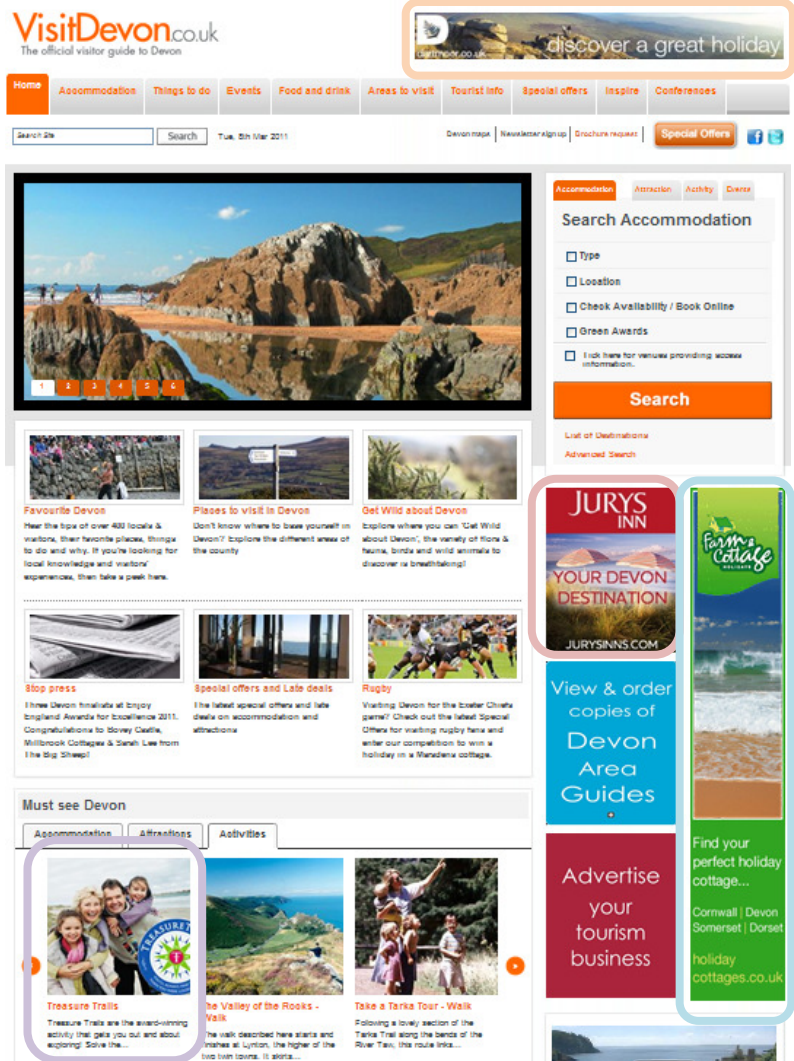 VisitDevon.co.uk
The official visitor guide to Devon
dartmoor.co.uk
discover a great holiday
Home Accommodation Things to do Events Food and drink Areas to visit Tourist info Special offers Inspire Conferences
Search Site Search Tue, 8th Mar 2011
Devon maps Newsletter sign up Brochure request Special Offers
Accommodation Attraction Activity Events
Search Accommodation
Type
Location
Check Availability / Book Online
Green Awards
Tick here for venues providing access
information.
Search
List of Destinations
Advanced Search
1 2 3 4 5 6
Favourite Devon
Hear the tips of over 400 locals &
visitors, their favorite places, things
to do and why. If you're looking for
local knowledge and visitors'
experiences, then take a peek here.
Places to visit in Devon
Don't know where to base yourself in
Devon? Explore the different areas of
the county
Get Wild about Devon
Explore where you can 'Get Wild
about Devon', the variety of flora &
fauna, birds and wild animals to
discover is breathtaking!
Stop press
Three Devon finalists at Enjoy
England Awards for Excellence 2011.
Congratulations to Bovey Castle,
Millbrook Cottages & Sarah Lee from
The Big Sheep!
Special offers and Late deals
The latest special offers and late
deals on accommodation and
attractions
Rugby
Visiting Devon for the Exeter Chiefs
game? Check out the latest Special
Offers for visiting rugby fans and
enter our competition to win a
holiday in a Marsdens cottage.
JURYS
INN
YOUR DEVON
DESTINATION
JURYSINNS.COM
View & order
copies of
Devon
Area
Guides
Advertise
your
tourism
business
Farm &
Cottage
HOLIDAYS
Find your
perfect holiday
cottage...
Cornwall | Devon
Somerset | Dorset
holiday
cottages.co.uk
Must see Devon
Accommodation Attractions Activities
TREASURE T
Treasure Trails
Treasure Trails are the award-winning
activity that gets you out and about
exploring! Solve the...
The Valley of the Rocks -
Walk
The walk described here starts and
finishes at Lynton, the higher of the
two twin towns. It skirts...
Take a Tarka Tour - Walk
Following a lovely section of the
Tarka Trail along the bends of the
River Taw, this route links...